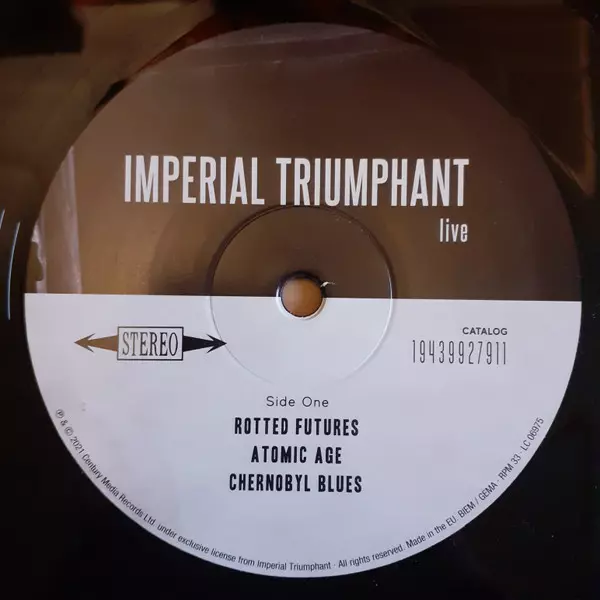 IMPERIAL TRIUMPHANT
live
STEREO
CATALOG
19439927911
Side One
ROTTED FUTURES
ATOMIC AGE
CHERNOBYL BLUES
℗ & © 2021 Century Media Records Ltd. under exclusive license from Imperial Triumphant · All rights reserved · Made in the EU. BIEM / GEMA · RPM 33 · LC 06975